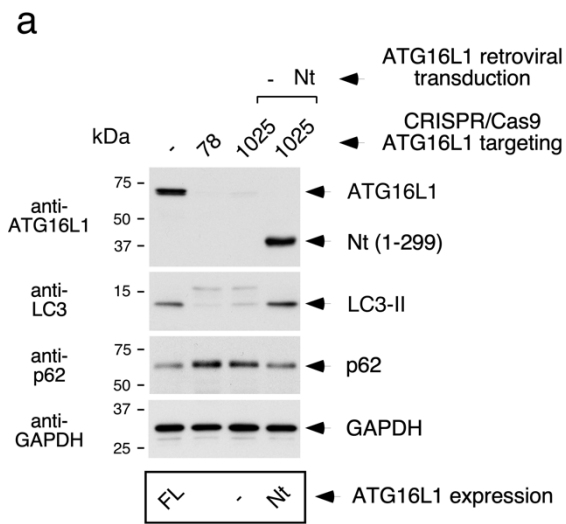 a
ATG16L1 retroviral
transduction
- Nt
CRISPR/Cas9
ATG16L1 targeting
kDa
- 78 1025 1025
anti-
ATG16L1
75 -
50 -
37 -
ATG16L1
Nt (1-299)
anti-
LC3
15 -
LC3-II
anti-
p62
75 -
50 -
p62
anti-
GAPDH
37 -
25 -
GAPDH
FL - Nt
ATG16L1 expression